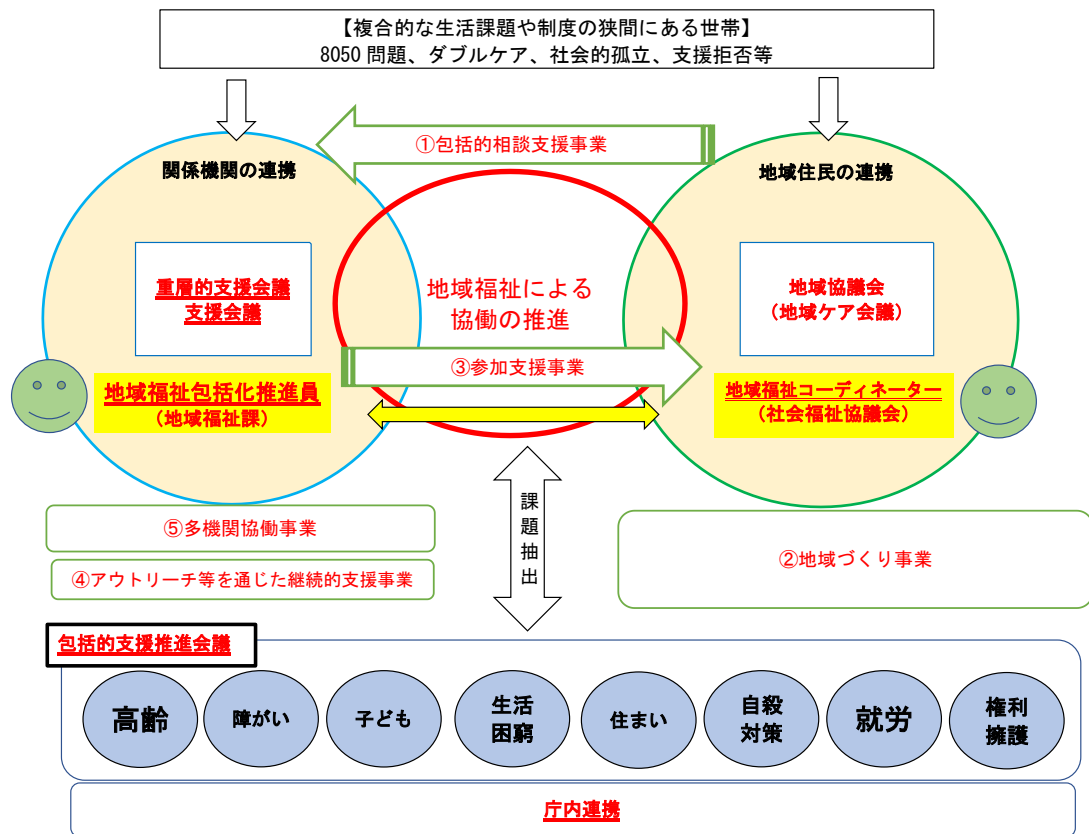 【複合的な生活課題や制度の狭間にある世帯】
8050 問題、ダブルケア、社会的孤立、支援拒否等
①包括的相談支援事業
関係機関の連携
地域住民の連携
重層的支援会議
支援会議
地域福祉による
協働の推進
地域協議会
（地域ケア会議）
③参加支援事業
地域福祉包括化推進員
（地域福祉課）
地域福祉コーディネーター
（社会福祉協議会）
課題抽出
⑤多機関協働事業
④アウトリーチ等を通じた継続的支援事業
②地域づくり事業
包括的支援推進会議
高齢
障がい
子ども
生活
困窮
住まい
自殺
対策
就労
権利
擁護
庁内連携